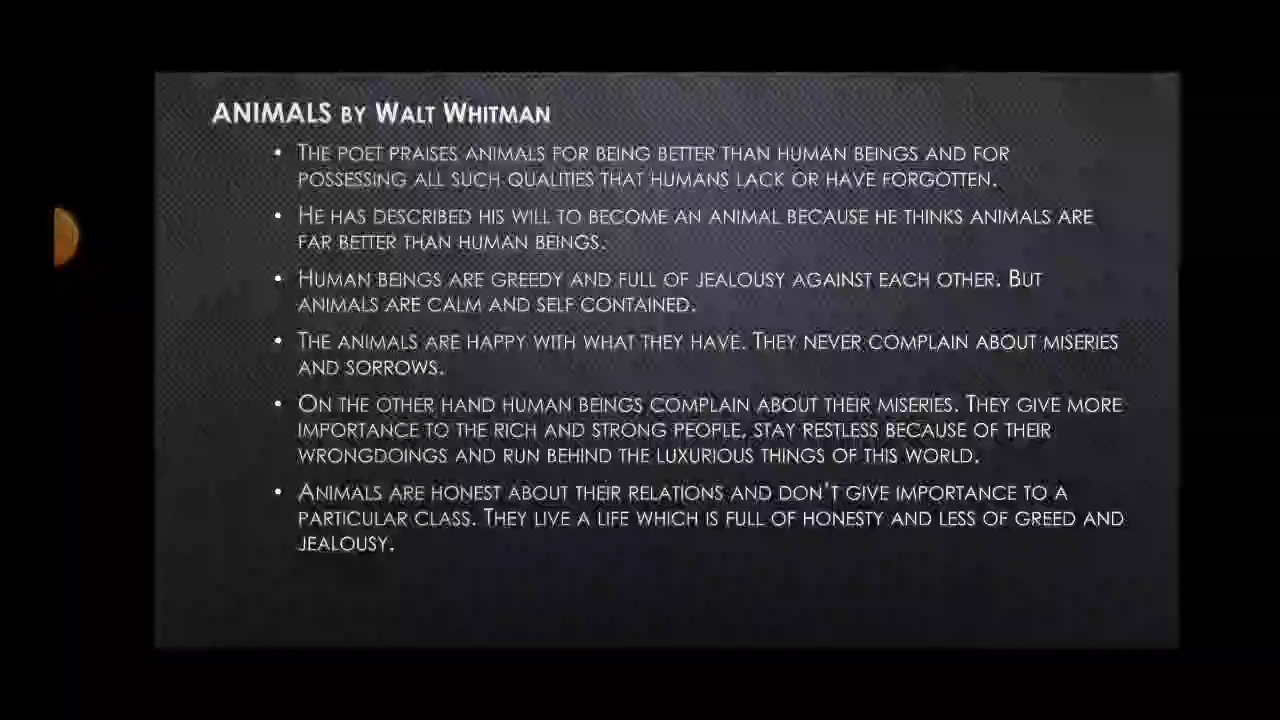 ANIMALS BY WALT WHITMAN
• THE POET PRAISES ANIMALS FOR BEING BETTER THAN HUMAN BEINGS AND FOR
POSSESSING ALL SUCH QUALITIES THAT HUMANS LACK OR HAVE FORGOTTEN.
• HE HAS DESCRIBED HIS WILL TO BECOME AN ANIMAL BECAUSE HE THINKS ANIMALS ARE
FAR BETTER THAN HUMAN BEINGS.
• HUMAN BEINGS ARE GREEDY AND FULL OF JEALOUSY AGAINST EACH OTHER. BUT
ANIMALS ARE CALM AND SELF CONTAINED.
• THE ANIMALS ARE HAPPY WITH WHAT THEY HAVE. THEY NEVER COMPLAIN ABOUT MISERIES
AND SORROWS.
• ON THE OTHER HAND HUMAN BEINGS COMPLAIN ABOUT THEIR MISERIES. THEY GIVE MORE
IMPORTANCE TO THE RICH AND STRONG PEOPLE, STAY RESTLESS BECAUSE OF THEIR
WRONGDOINGS AND RUN BEHIND THE LUXURIOUS THINGS OF THIS WORLD.
• ANIMALS ARE HONEST ABOUT THEIR RELATIONS AND DON'T GIVE IMPORTANCE TO A
PARTICULAR CLASS. THEY LIVE A LIFE WHICH IS FULL OF HONESTY AND LESS OF GREED AND
JEALOUSY.